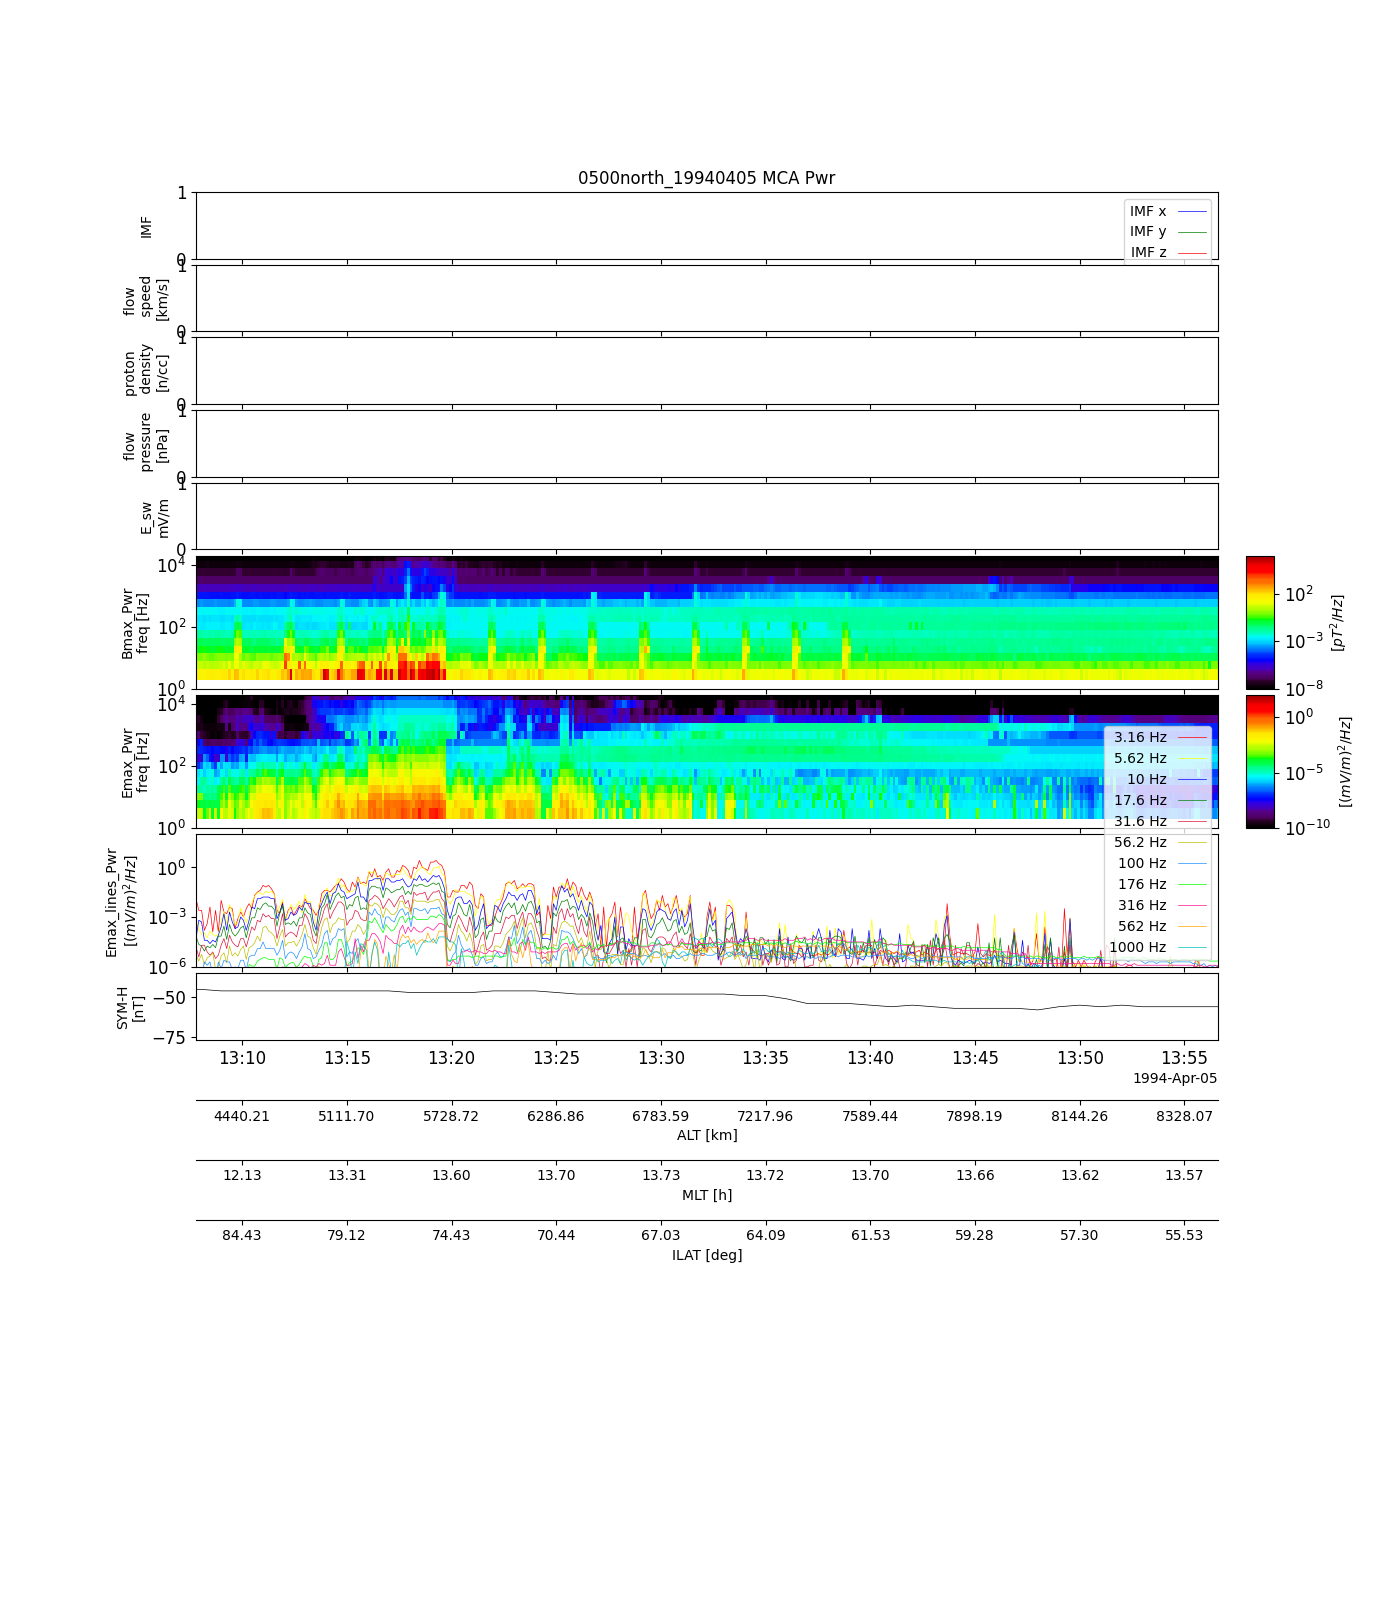 0500north_19940405 MCA Pwr
1
0
IMF
IMF x
IMF y
IMF z
1
0
flow
speed
[km/s]
1
0
proton
density
[n/cc]
1
0
flow
pressure
[nPa]
1
0
E_sw
mV/m
10^4
10^2
10^0
Bmax_Pwr
freq [Hz]
10^2
10^-3
10^-8
[pT^2/Hz]
10^4
10^2
10^0
Emax_Pwr
freq [Hz]
10^0
10^-5
10^-10
[(mV/m)^2/Hz]
3.16 Hz
5.62 Hz
10 Hz
17.6 Hz
31.6 Hz
56.2 Hz
100 Hz
176 Hz
316 Hz
562 Hz
1000 Hz
10^0
10^-3
10^-6
Emax_lines_Pwr
[(mV/m)^2/Hz]
−50
−75
SYM-H
[nT]
13:10 13:15 13:20 13:25 13:30 13:35 13:40 13:45 13:50 13:55
1994-Apr-05
4440.21 5111.70 5728.72 6286.86 6783.59 7217.96 7589.44 7898.19 8144.26 8328.07
ALT [km]
12.13 13.31 13.60 13.70 13.73 13.72 13.70 13.66 13.62 13.57
MLT [h]
84.43 79.12 74.43 70.44 67.03 64.09 61.53 59.28 57.30 55.53
ILAT [deg]